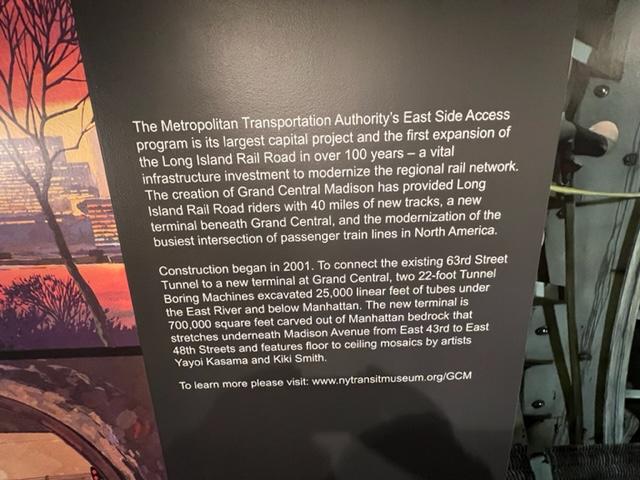 The Metropolitan Transportation Authority's East Side Access
program is its largest capital project and the first expansion of
the Long Island Rail Road in over 100 years – a vital
infrastructure investment to modernize the regional rail network.
The creation of Grand Central Madison has provided Long
Island Rail Road riders with 40 miles of new tracks, a new
terminal beneath Grand Central, and the modernization of the
busiest intersection of passenger train lines in North America.
Construction began in 2001. To connect the existing 63rd Street
Tunnel to a new terminal at Grand Central, two 22-foot Tunnel
Boring Machines excavated 25,000 linear feet of tubes under
the East River and below Manhattan. The new terminal is
700,000 square feet carved out of Manhattan bedrock that
stretches underneath Madison Avenue from East 43rd to East
48th Streets and features floor to ceiling mosaics by artists
Yayoi Kasama and Kiki Smith.
To learn more please visit: www.nytransitmuseum.org/GCM